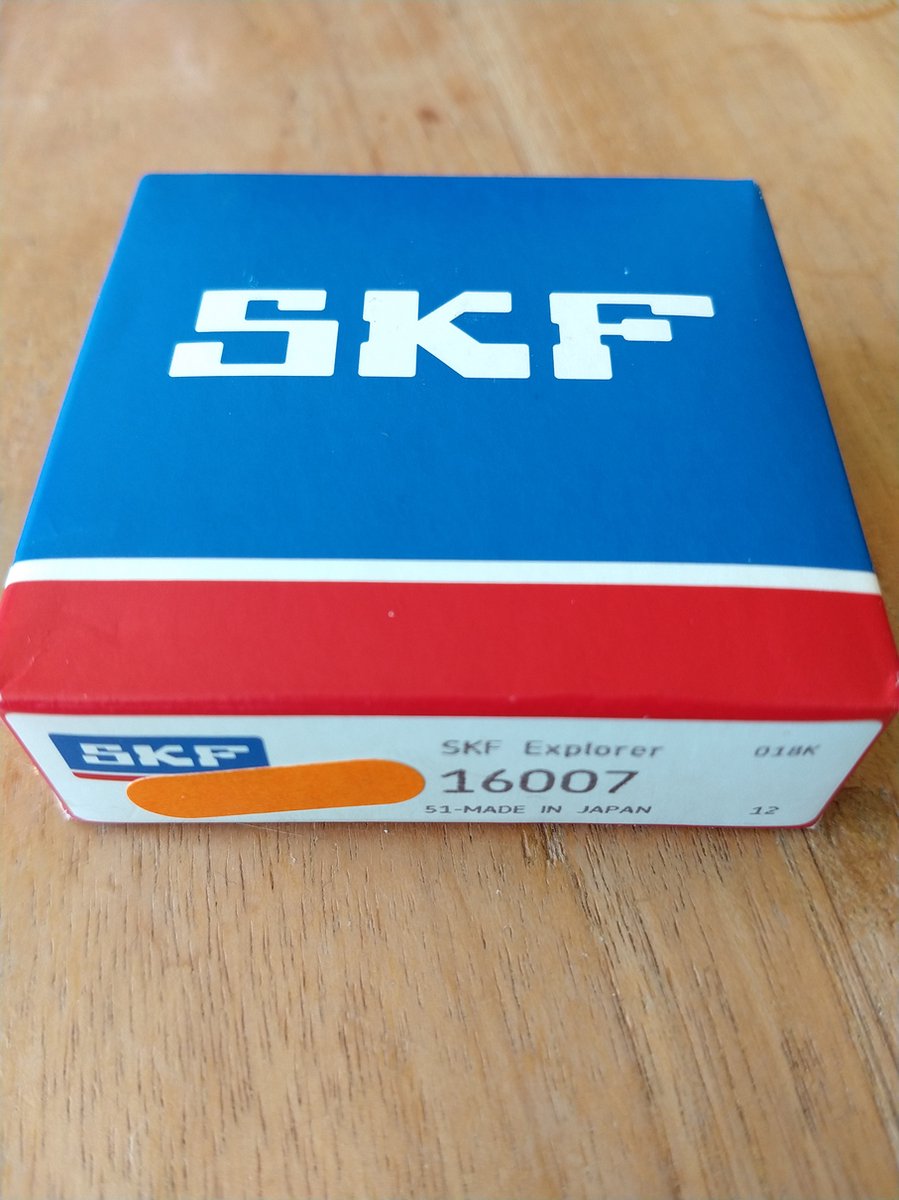 SKF
SKF
SKF Explorer
018K
16007
51-MADE IN JAPAN
12